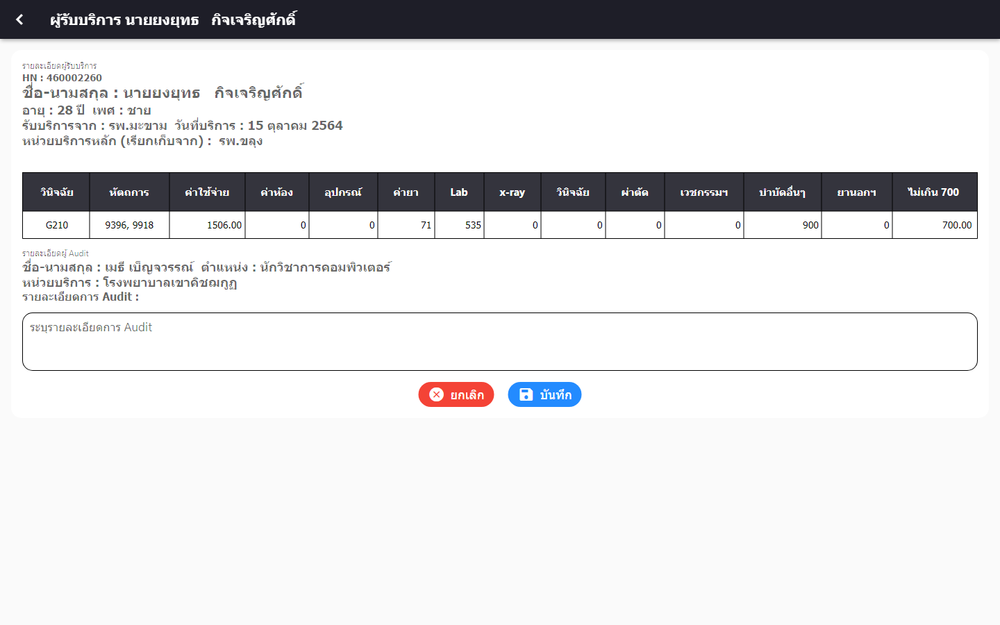 ผู้รับบริการ นายยงยุทธ กิจเจริญศักดิ์
รายละเอียดผู้รับบริการ
HN : 460002260
ชื่อ-นามสกุล : นายยงยุทธ กิจเจริญศักดิ์
อายุ : 28 ปี เพศ : ชาย
รับบริการจาก : รพ.มะขาม วันที่บริการ : 15 ตุลาคม 2564
หน่วยบริการหลัก (เรียกเก็บจาก) : รพ.ขลุง
วินิจฉัย หัตถการ ค่าใช้จ่าย ค่าห้อง อุปกรณ์ ค่ายา Lab x-ray วินิจฉัย ผ่าตัด เวชกรรมฯ บำบัดอื่นๆ ยานอกฯ ไม่เกิน 700
G210 9396, 9918 1506.00 0 0 71 535 0 0 0 0 900 0 700.00
รายละเอียดผู้ Audit
ชื่อ-นามสกุล : เมธี เบ็ญจวรรณ์ ตำแหน่ง : นักวิชาการคอมพิวเตอร์
หน่วยบริการ : โรงพยาบาลเขาคิชฌกูฏ
รายละเอียดการ Audit :
ระบุรายละเอียดการ Audit
ยกเลิก บันทึก